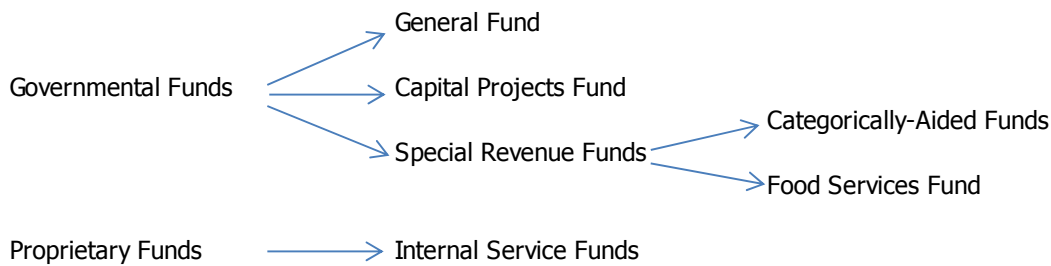 General Fund
Governmental Funds
Capital Projects Fund
Categorically-Aided Funds
Special Revenue Funds
Food Services Fund
Proprietary Funds
Internal Service Funds